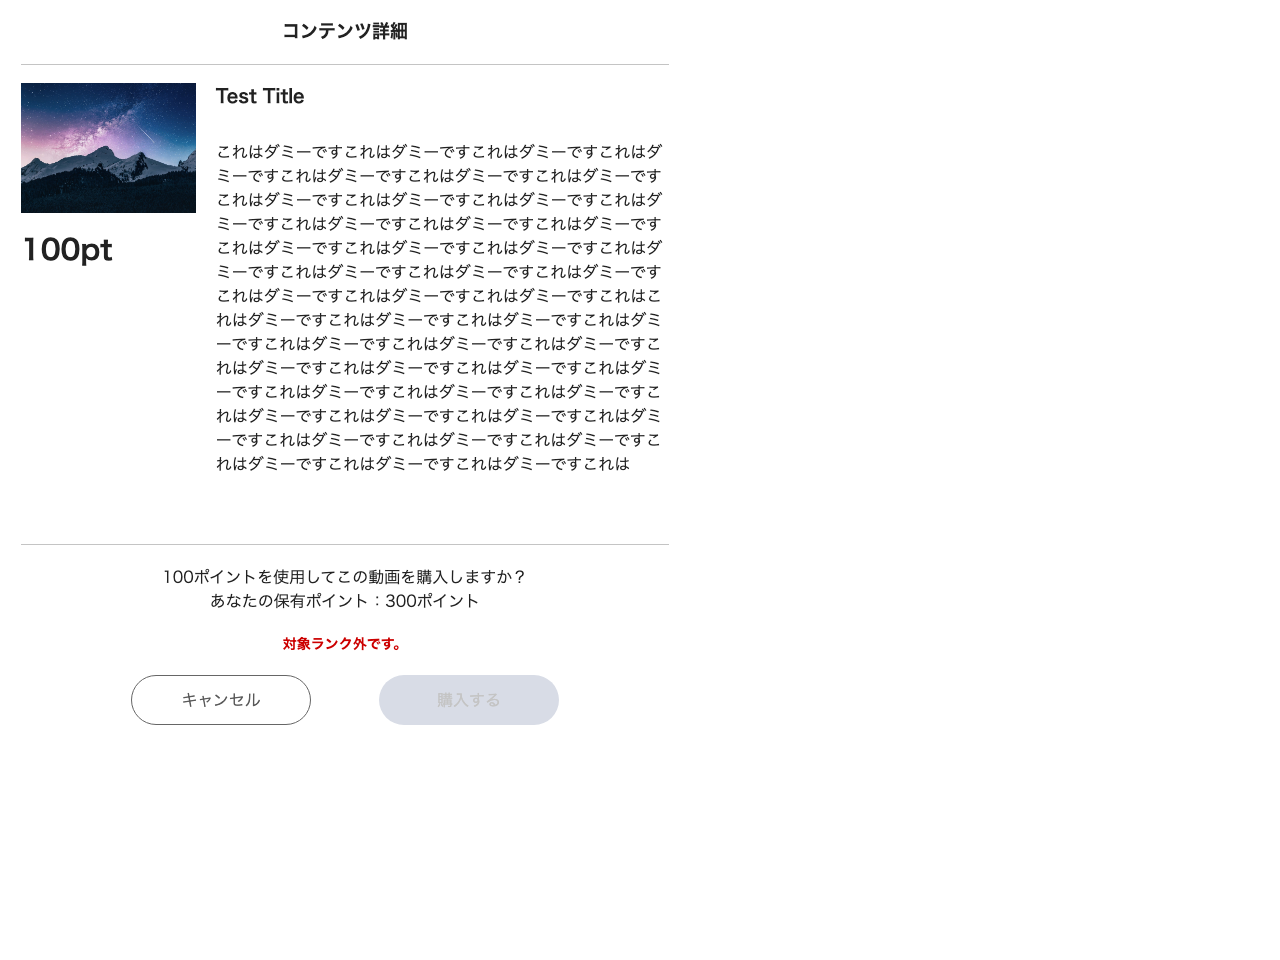 コンテンツ詳細
Test Title
100pt
これはダミーですこれはダミーですこれはダミーですこれはダ
ミーですこれはダミーですこれはダミーですこれはダミーです
これはダミーですこれはダミーですこれはダミーですこれはダ
ミーですこれはダミーですこれはダミーですこれはダミーです
これはダミーですこれはダミーですこれはダミーですこれはダ
ミーですこれはダミーですこれはダミーですこれはダミーです
これはダミーですこれはダミーですこれはダミーですこれはこ
れはダミーですこれはダミーですこれはダミーですこれはダミ
ーですこれはダミーですこれはダミーですこれはダミーですこ
れはダミーですこれはダミーですこれはダミーですこれはダミ
ーですこれはダミーですこれはダミーですこれはダミーですこ
れはダミーですこれはダミーですこれはダミーですこれはダミ
ーですこれはダミーですこれはダミーですこれはダミーですこ
れはダミーですこれはダミーですこれはダミーですこれは
100ポイントを使用してこの動画を購入しますか？
あなたの保有ポイント：300ポイント
対象ランク外です。
キャンセル
購入する